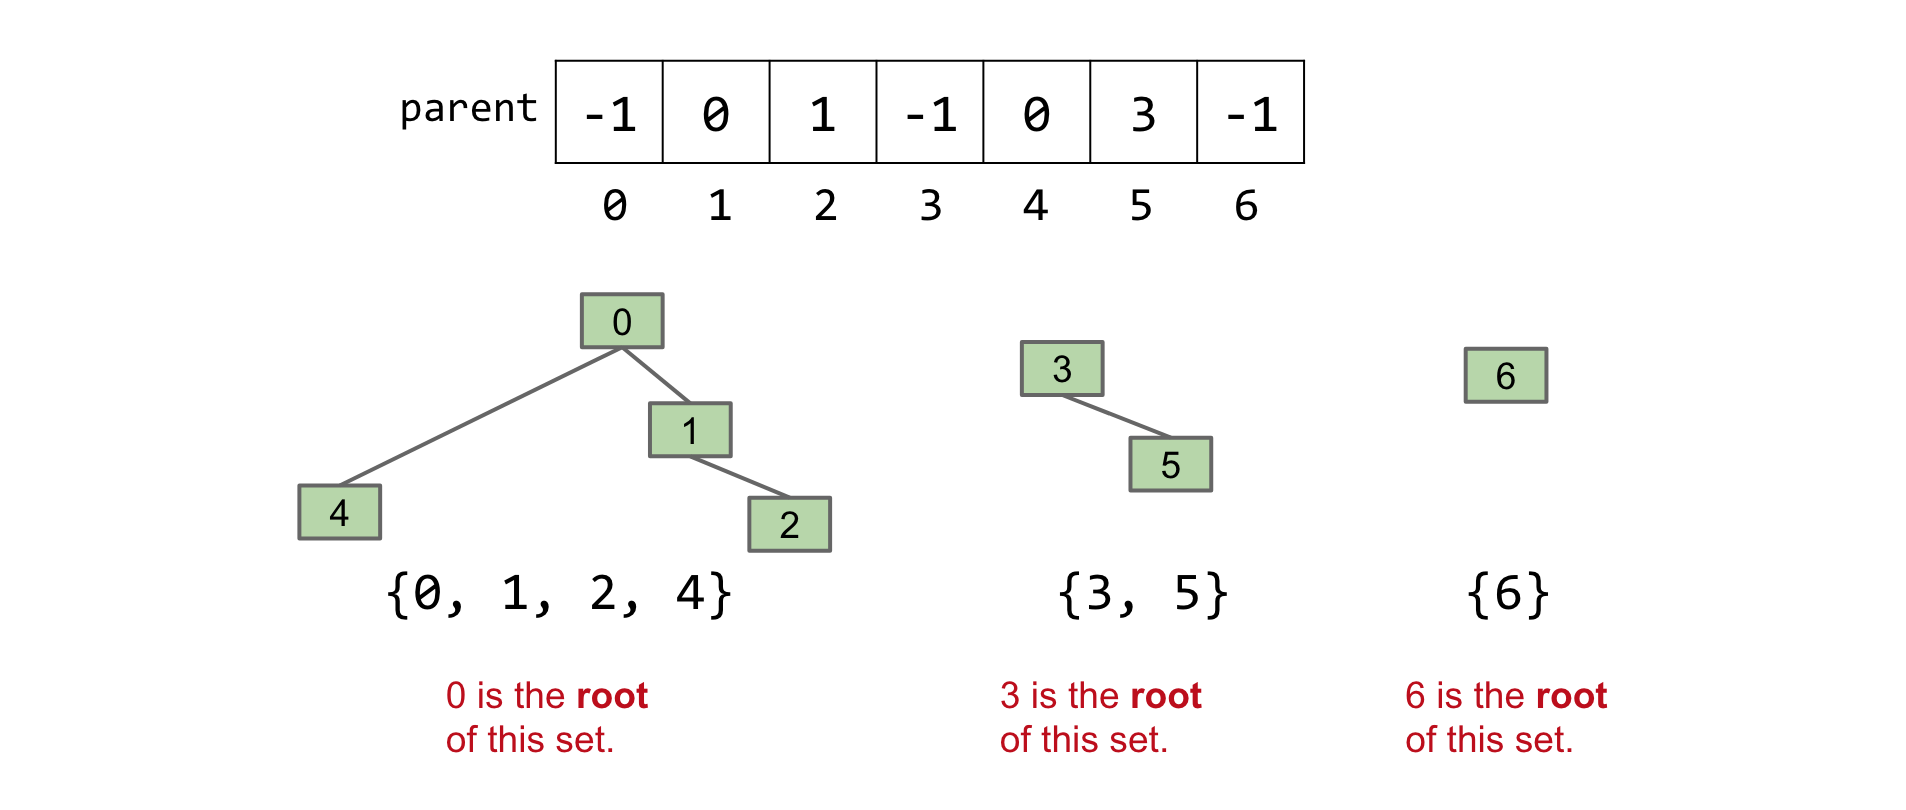 parent -1 0 1 -1 0 3 -1
0 1 2 3 4 5 6
0
3
6
1
5
4
2
{0, 1, 2, 4} {3, 5} {6}
0 is the root
of this set.
3 is the root
of this set.
6 is the root
of this set.